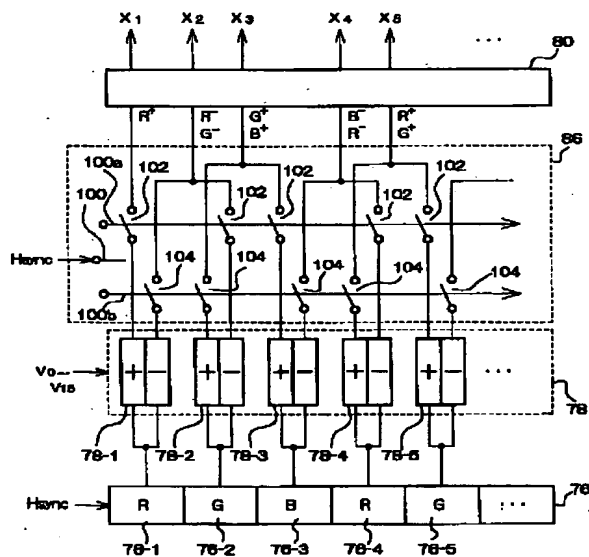 X1 X2 X3 X4 X5 ...
80
R+ R- G+ B- R+
G- B+ R- G+
86
100a 102 102
100 102 102 102
Hsync
104 104 104 104 104
100b
V0~ + - + - + - + - + - ...
V15
78
78-1 78-2 78-3 78-4 78-5
Hsync R G B R G ... 76
76-1 76-2 76-3 76-4 76-5